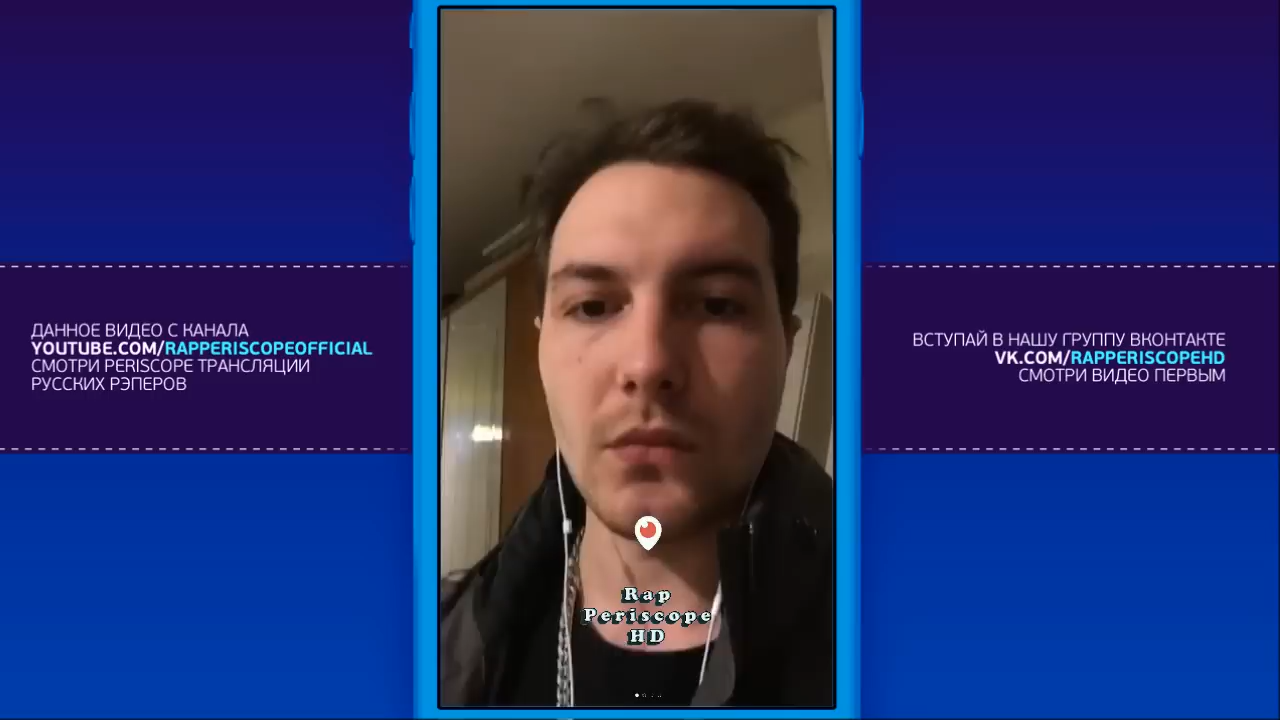 ДАННОЕ ВИДЕО С КАНАЛА
YOUTUBE.COM/RAPPERISCOPEOFFICIAL
СМОТРИ PERISCOPE ТРАНСЛЯЦИИ
РУССКИХ РЭПЕРОВ
ВСТУПАЙ В НАШУ ГРУППУ ВКОНТАКТЕ
VK.COM/RAPPERISCOPEHD
СМОТРИ ВИДЕО ПЕРВЫМ
Rap
Periscope
HD